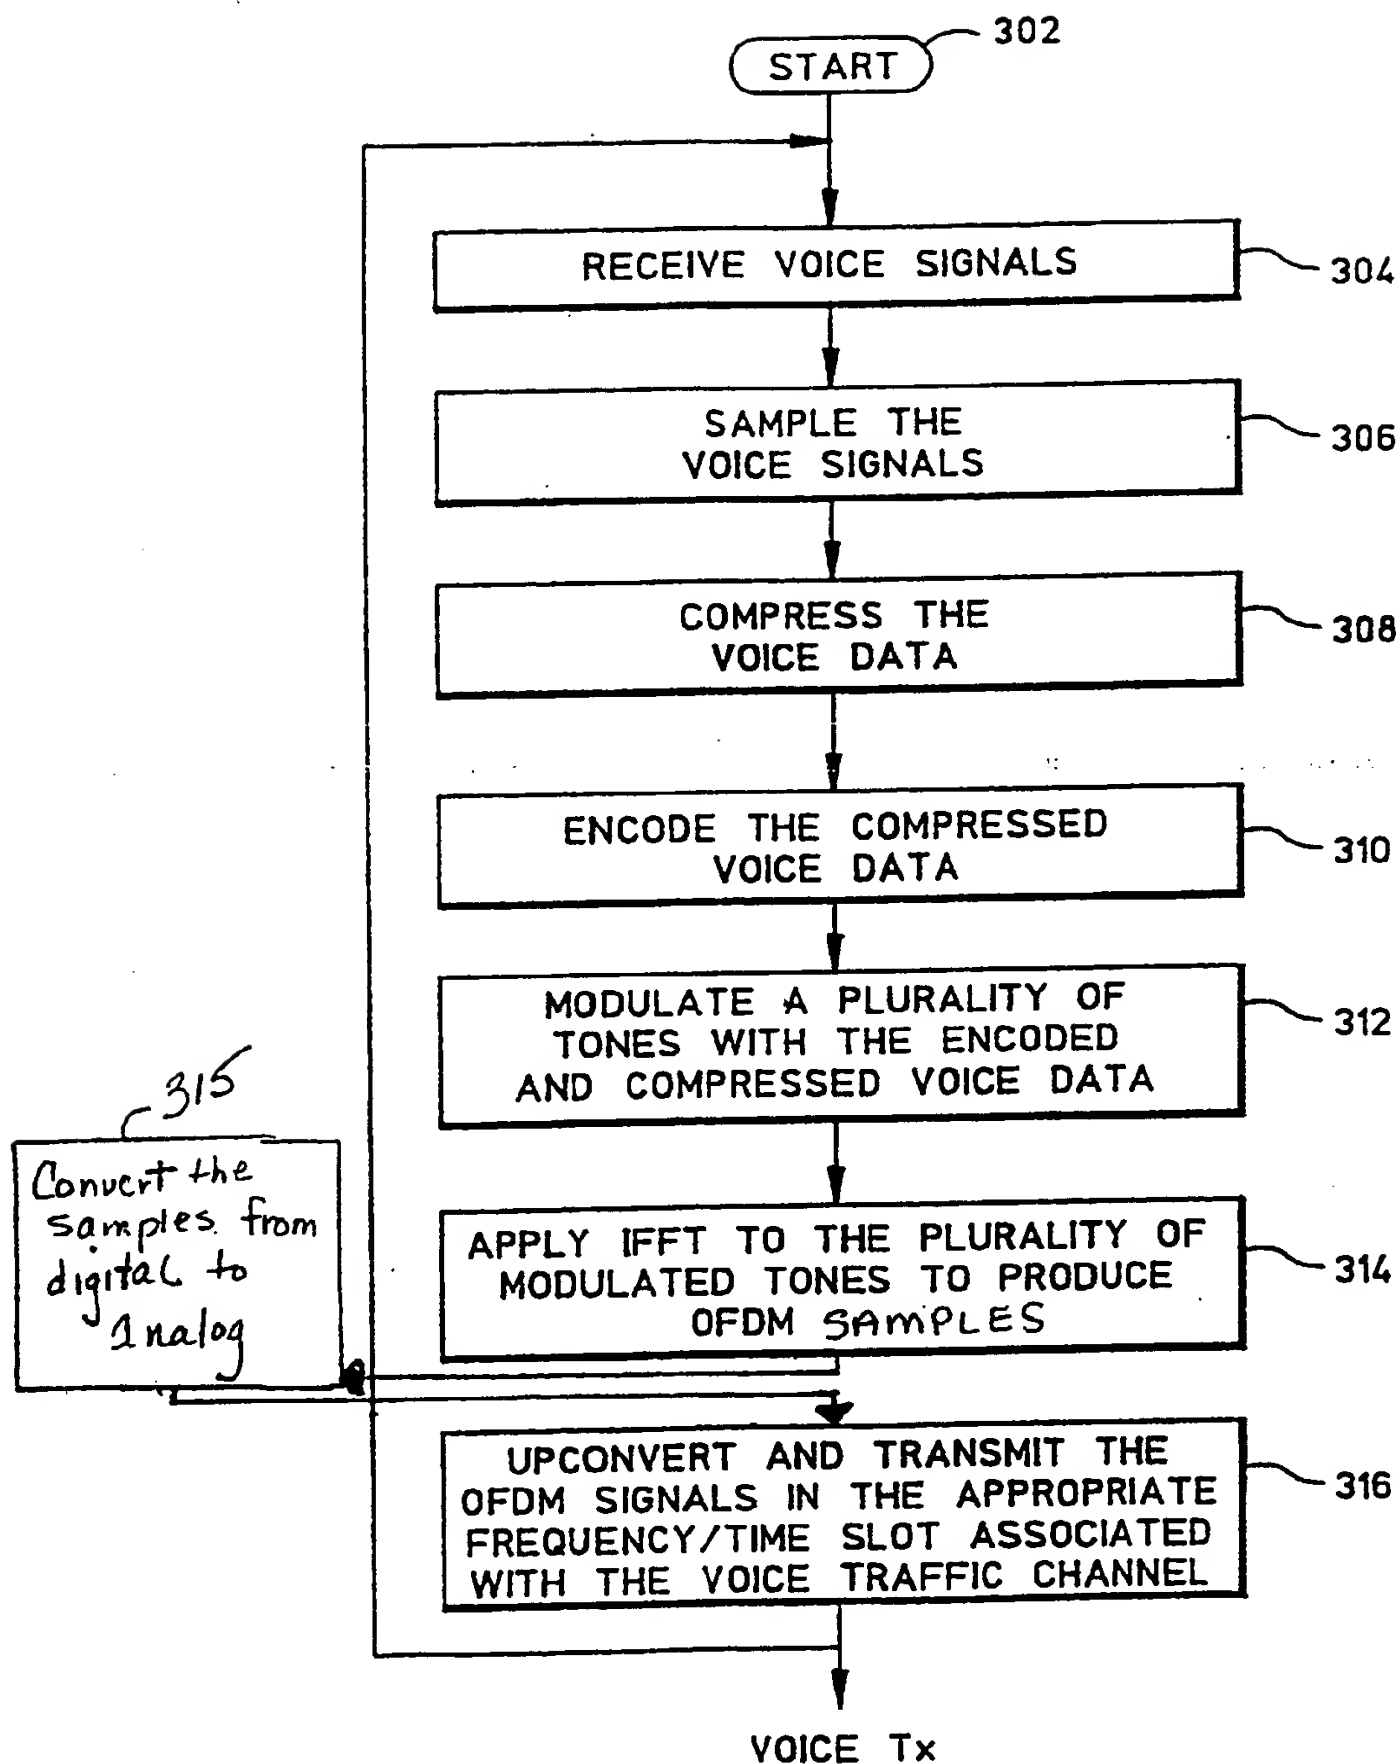 302
START
RECEIVE VOICE SIGNALS
304
SAMPLE THE
VOICE SIGNALS
306
COMPRESS THE
VOICE DATA
308
ENCODE THE COMPRESSED
VOICE DATA
310
MODULATE A PLURALITY OF
TONES WITH THE ENCODED
AND COMPRESSED VOICE DATA
312
APPLY IFFT TO THE PLURALITY OF
MODULATED TONES TO PRODUCE
OFDM SAMPLES
314
315
Convert the
samples from
digital to
Analog
UPCONVERT AND TRANSMIT THE
OFDM SIGNALS IN THE APPROPRIATE
FREQUENCY/TIME SLOT ASSOCIATED
WITH THE VOICE TRAFFIC CHANNEL
316
VOICE Tx